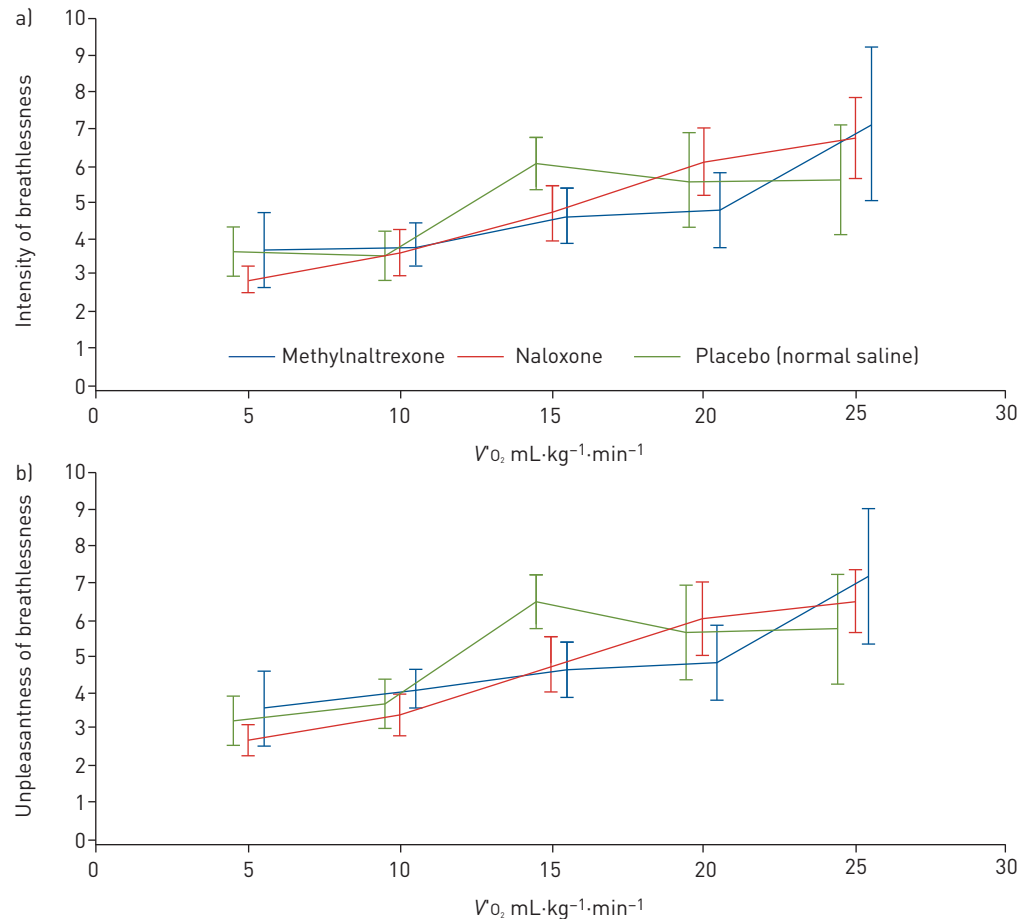 a)
10
9
8
7
6
5
4
3
2
1
0
Intensity of breathlessness
Methylnaltrexone Naloxone Placebo (normal saline)
0 5 10 15 20 25 30
V'O₂ mL·kg⁻¹·min⁻¹
b)
10
9
8
7
6
5
4
3
2
1
0
Unpleasantness of breathlessness
0 5 10 15 20 25 30
V'O₂ mL·kg⁻¹·min⁻¹